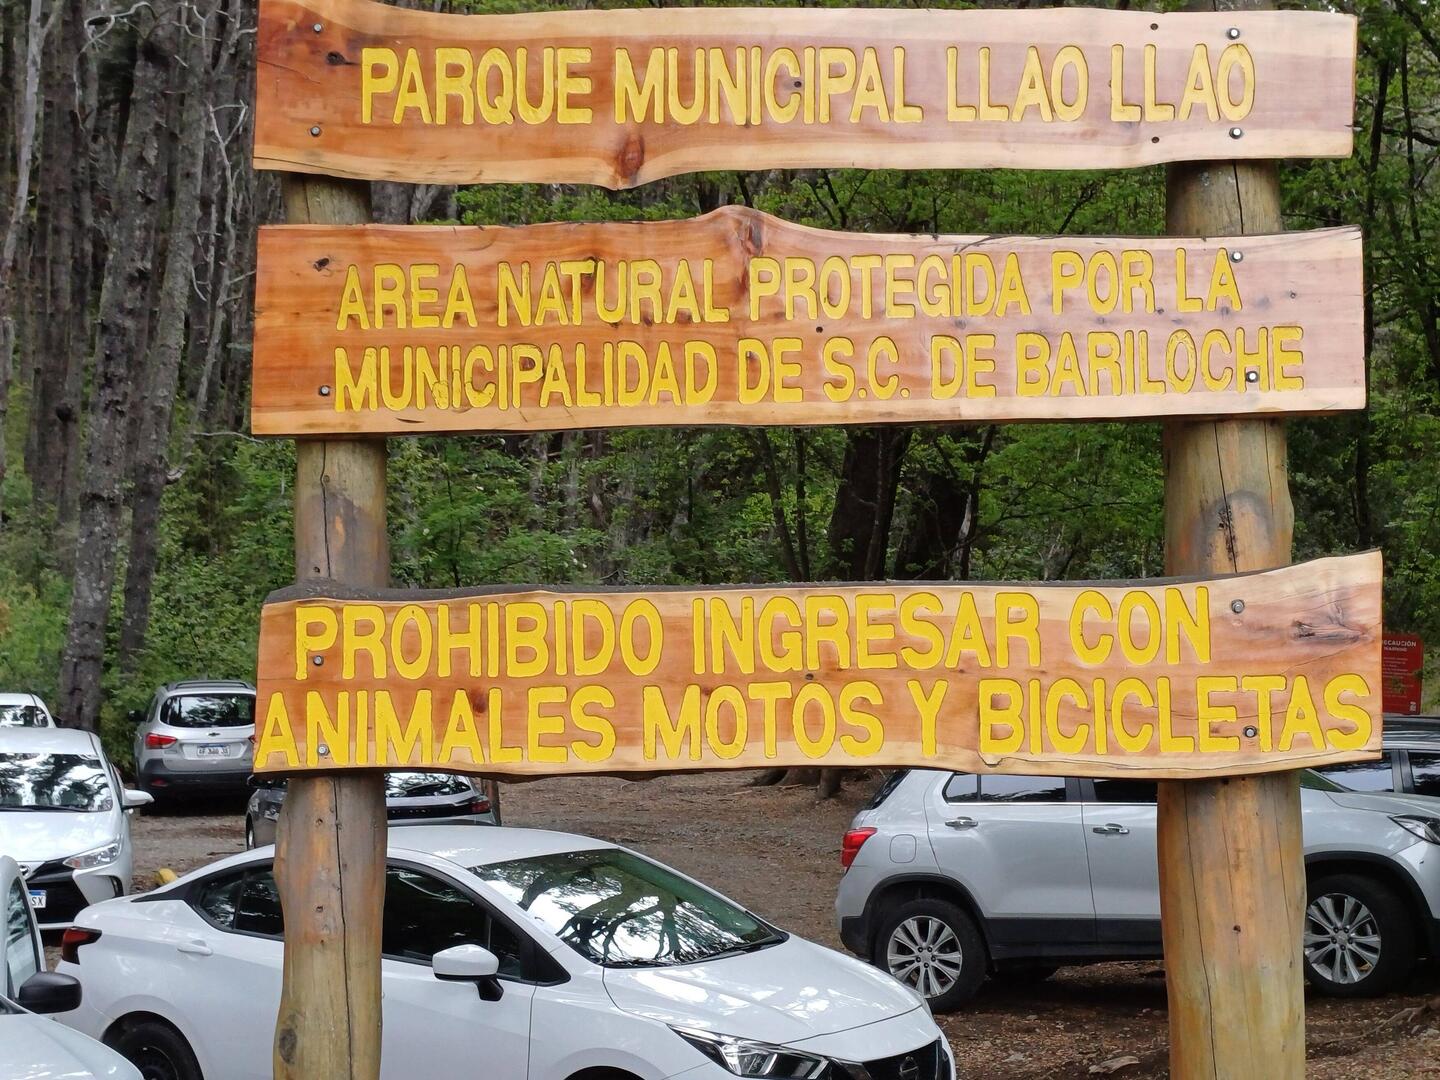 PARQUE MUNICIPAL LLAO LLAO
AREA NATURAL PROTEGIDA POR LA
MUNICIPALIDAD DE S.C. DE BARILOCHE
PROHIBIDO INGRESAR CON
ANIMALES MOTOS Y BICICLETAS